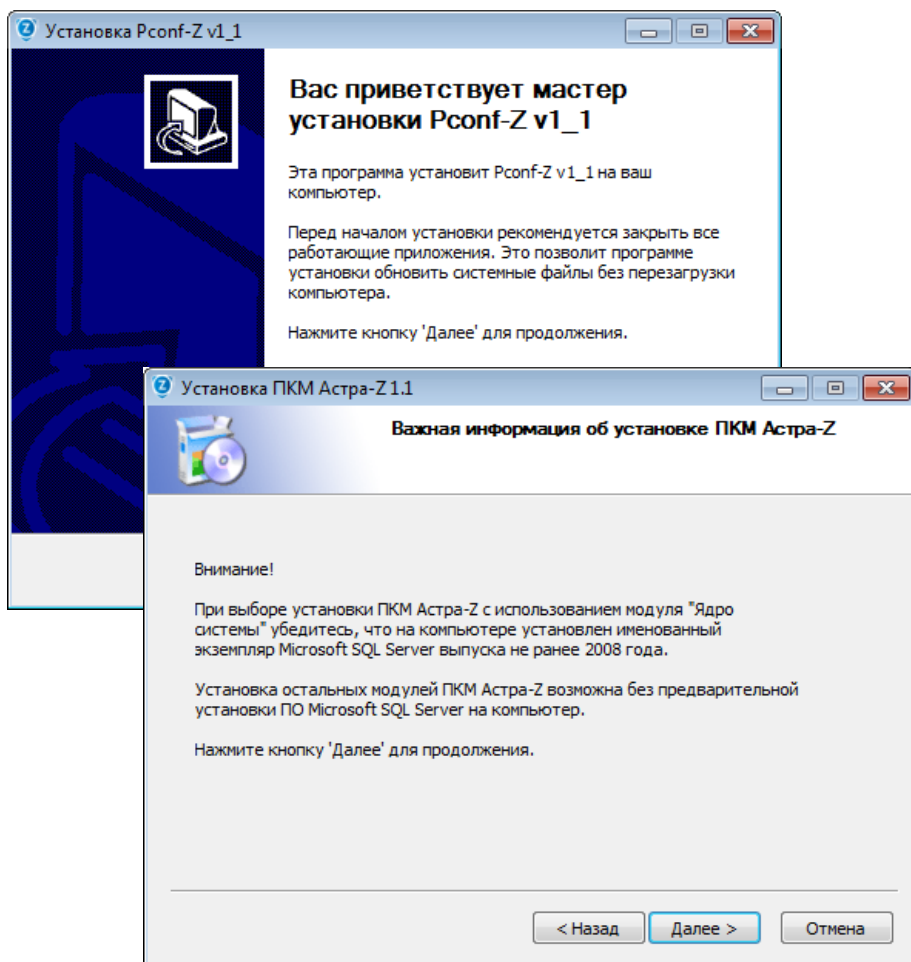 Установка Pconf-Z v1_1
Вас приветствует мастер
установки Pconf-Z v1_1
Эта программа установит Pconf-Z v1_1 на ваш
компьютер.
Перед началом установки рекомендуется закрыть все
работающие приложения. Это позволит программе
установки обновить системные файлы без перезагрузки
компьютера.
Нажмите кнопку 'Далее' для продолжения.
Установка ПКМ Астра-Z 1.1
Важная информация об установке ПКМ Астра-Z
Внимание!
При выборе установки ПКМ Астра-Z с использованием модуля "Ядро
системы" убедитесь, что на компьютере установлен именованный
экземпляр Microsoft SQL Server выпуска не ранее 2008 года.
Установка остальных модулей ПКМ Астра-Z возможна без предварительной
установки ПО Microsoft SQL Server на компьютер.
Нажмите кнопку 'Далее' для продолжения.
< Назад
Далее >
Отмена